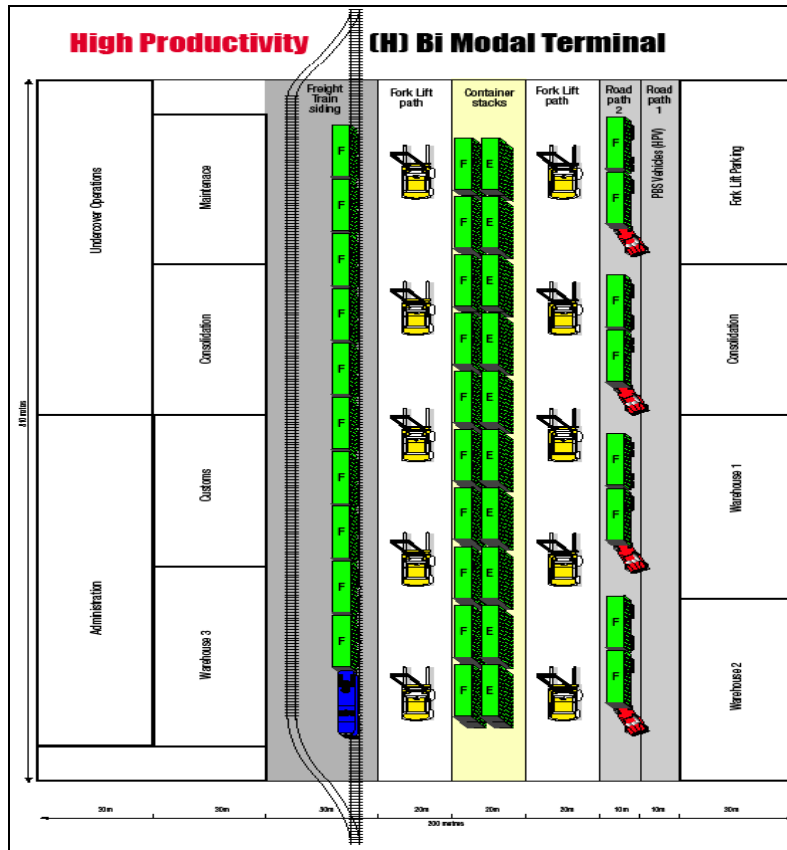 High Productivity (H) Bi Modal Terminal
Freight
Train
siding
Fork Lift
path
Container
stacks
Fork Lift
path
Road
path
2
Road
path
1
PBS Vehicles (HPV)
Undercover Operations
Administration
Maintenace
Consolidation
Customs
Warehouse 3
Fork Lift Parking
Consolidation
Warehouse 1
Warehouse 2
F
F
F
F
F
F
F
F
F
F
F E
F E
F E
F E
F E
F E
F E
F E
F E
F E
F
F
F
F
F
F
F
F
30m 30m 30m 20m 20m 20m 10m 10m 30m
200 metres